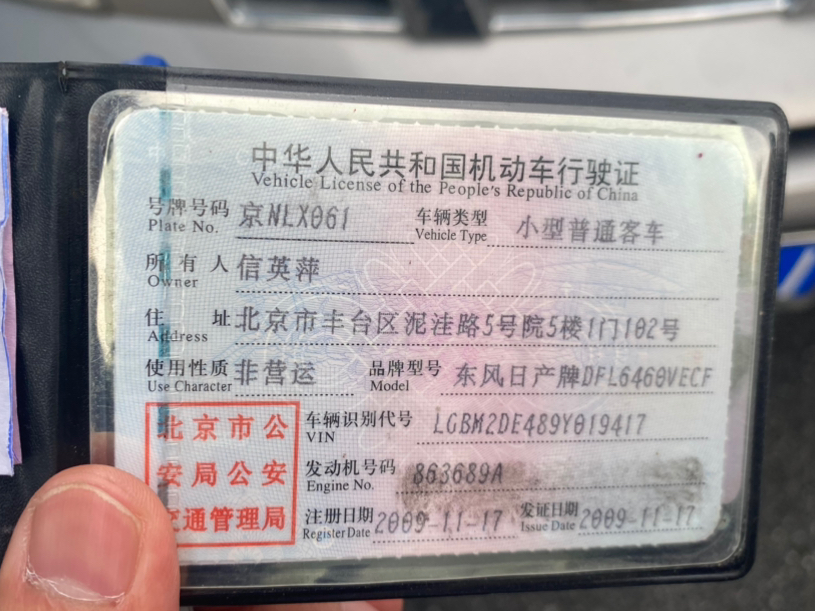 中华人民共和国机动车行驶证
Vehicle License of the People's Republic of China
号牌号码 京NLX061 车辆类型 小型普通客车
Plate No. Vehicle Type
所有人 信英萍
Owner
住址 北京市丰台区泥洼路5号院5楼1门102号
Address
使用性质 非营运 品牌型号 东风日产牌DFL6460VECF
Use Character Model
北京市公安局公安交通管理局
车辆识别代号 LGBM2DE489Y019417
VIN
发动机号码 863689A
Engine No.
注册日期 2009-11-17 发证日期 2009-11-17
Register Date Issue Date